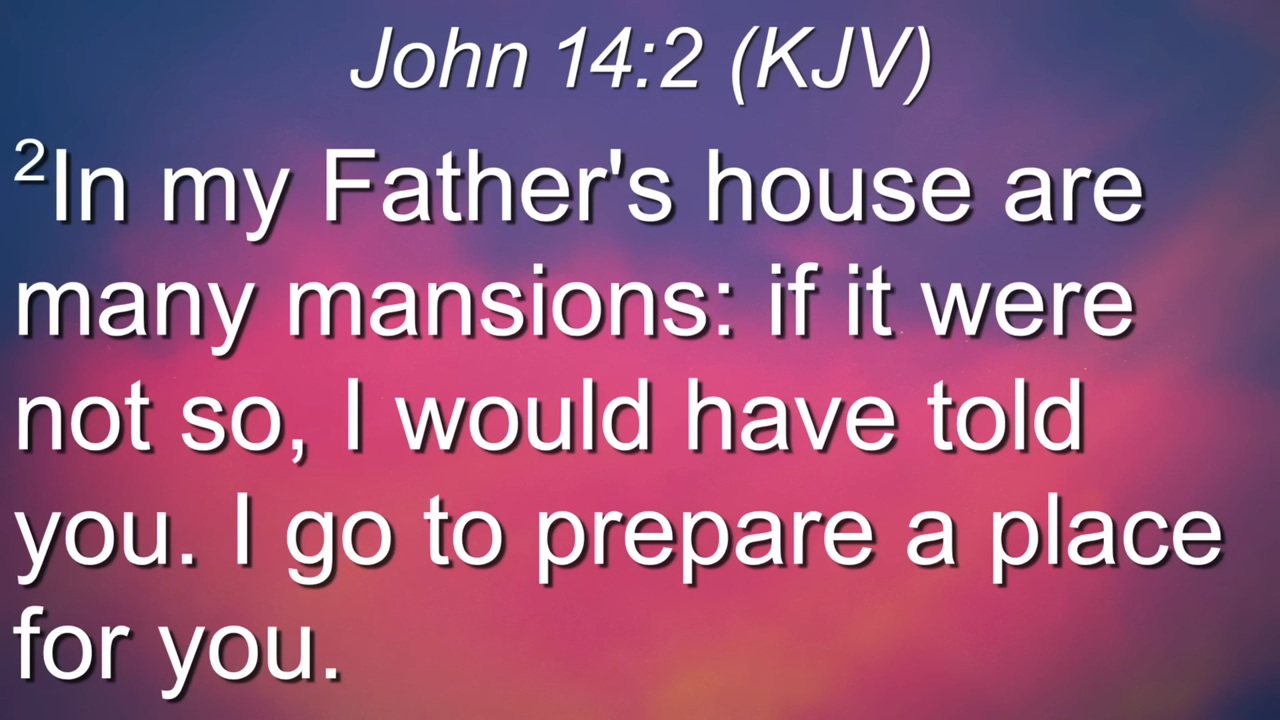 John 14:2 (KJV)
²In my Father's house are
many mansions: if it were
not so, I would have told
you. I go to prepare a place
for you.